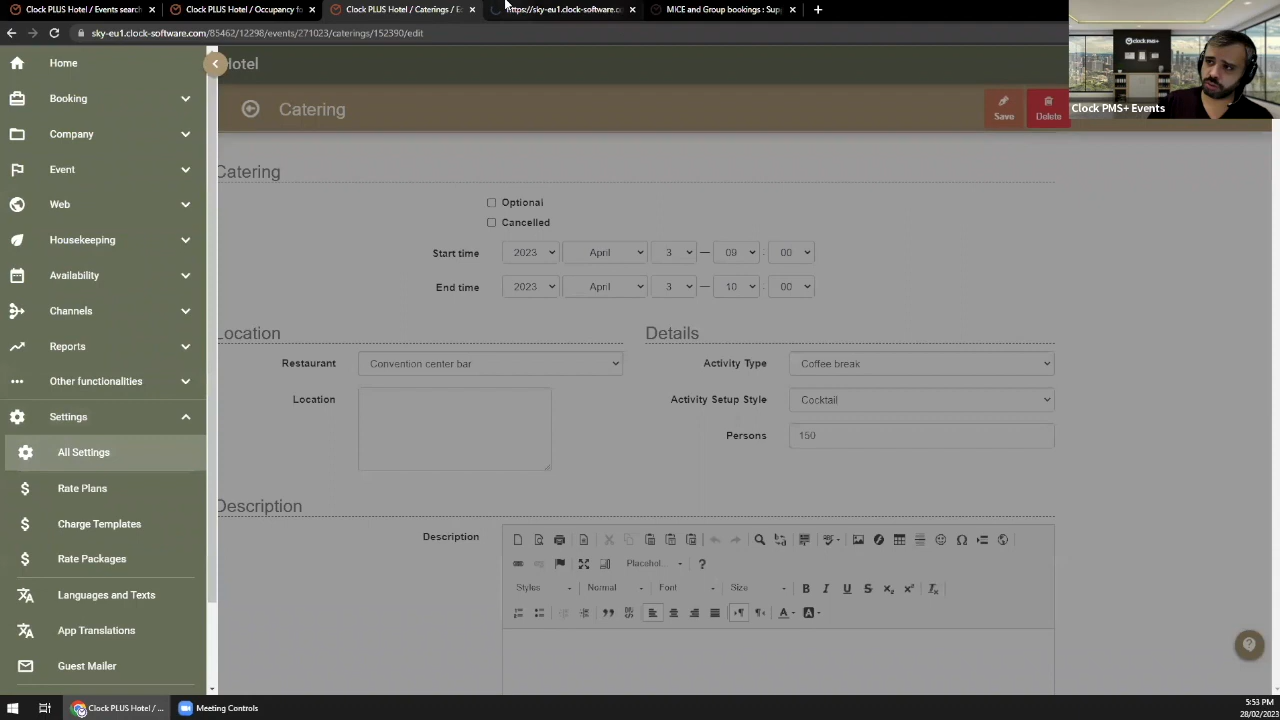 Clock PLUS Hotel / Events search
Clock PLUS Hotel / Occupancy fo
Clock PLUS Hotel / Caterings / E
https://sky-eu1.clock-software.co
MICE and Group bookings : Sup
sky-eu1.clock-software.com/85462/12298/events/271023/caterings/152390/edit
clock PMS+
Clock PMS+ Events
Home
Booking
Company
Event
Web
Housekeeping
Availability
Channels
Reports
Other functionalities
Settings
All Settings
Rate Plans
Charge Templates
Rate Packages
Languages and Texts
App Translations
Guest Mailer
Hotel
Catering
Save
Delete
Catering
Optional
Cancelled
Start time 2023 April 3 — 09 : 00
End time 2023 April 3 — 10 : 00
Location
Restaurant Convention center bar
Location
Details
Activity Type Coffee break
Activity Setup Style Cocktail
Persons 150
Description
Description
Placehol...
Styles Normal Font Size B I U S x₂ x² Tx
Clock PLUS Hotel / ...
Meeting Controls
5:53 PM
28/02/2023